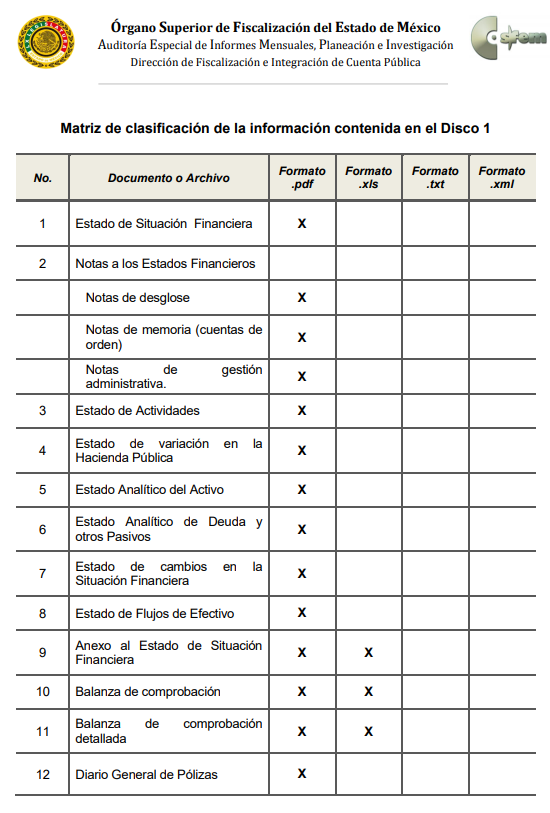 Órgano Superior de Fiscalización del Estado de México
Auditoría Especial de Informes Mensuales, Planeación e Investigación
Dirección de Fiscalización e Integración de Cuenta Pública
osfem
Matriz de clasificación de la información contenida en el Disco 1
No. Documento o Archivo Formato .pdf Formato .xls Formato .txt Formato .xml
1 Estado de Situación Financiera X
2 Notas a los Estados Financieros
Notas de desglose X
Notas de memoria (cuentas de
orden) X
Notas de gestión
administrativa. X
3 Estado de Actividades X
4 Estado de variación en la
Hacienda Pública X
5 Estado Analítico del Activo X
6 Estado Analítico de Deuda y
otros Pasivos X
7 Estado de cambios en la
Situación Financiera X
8 Estado de Flujos de Efectivo X
9 Anexo al Estado de Situación
Financiera X X
10 Balanza de comprobación X X
11 Balanza de comprobación
detallada X X
12 Diario General de Pólizas X